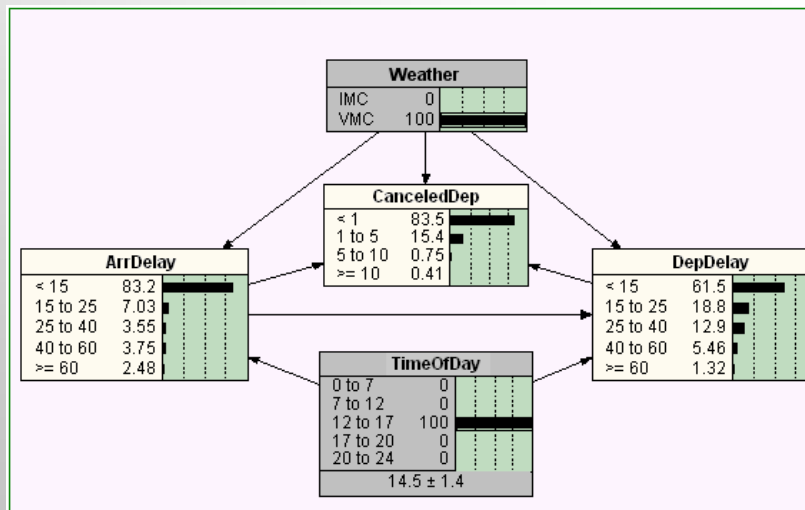 Weather
IMC 0
VMC 100
CanceledDep
< 1 83.5
1 to 5 15.4
5 to 10 0.75
>= 10 0.41
ArrDelay
< 15 83.2
15 to 25 7.03
25 to 40 3.55
40 to 60 3.75
>= 60 2.48
DepDelay
< 15 61.5
15 to 25 18.8
25 to 40 12.9
40 to 60 5.46
>= 60 1.32
TimeOfDay
0 to 7 0
7 to 12 0
12 to 17 100
17 to 20 0
20 to 24 0
14.5 ± 1.4